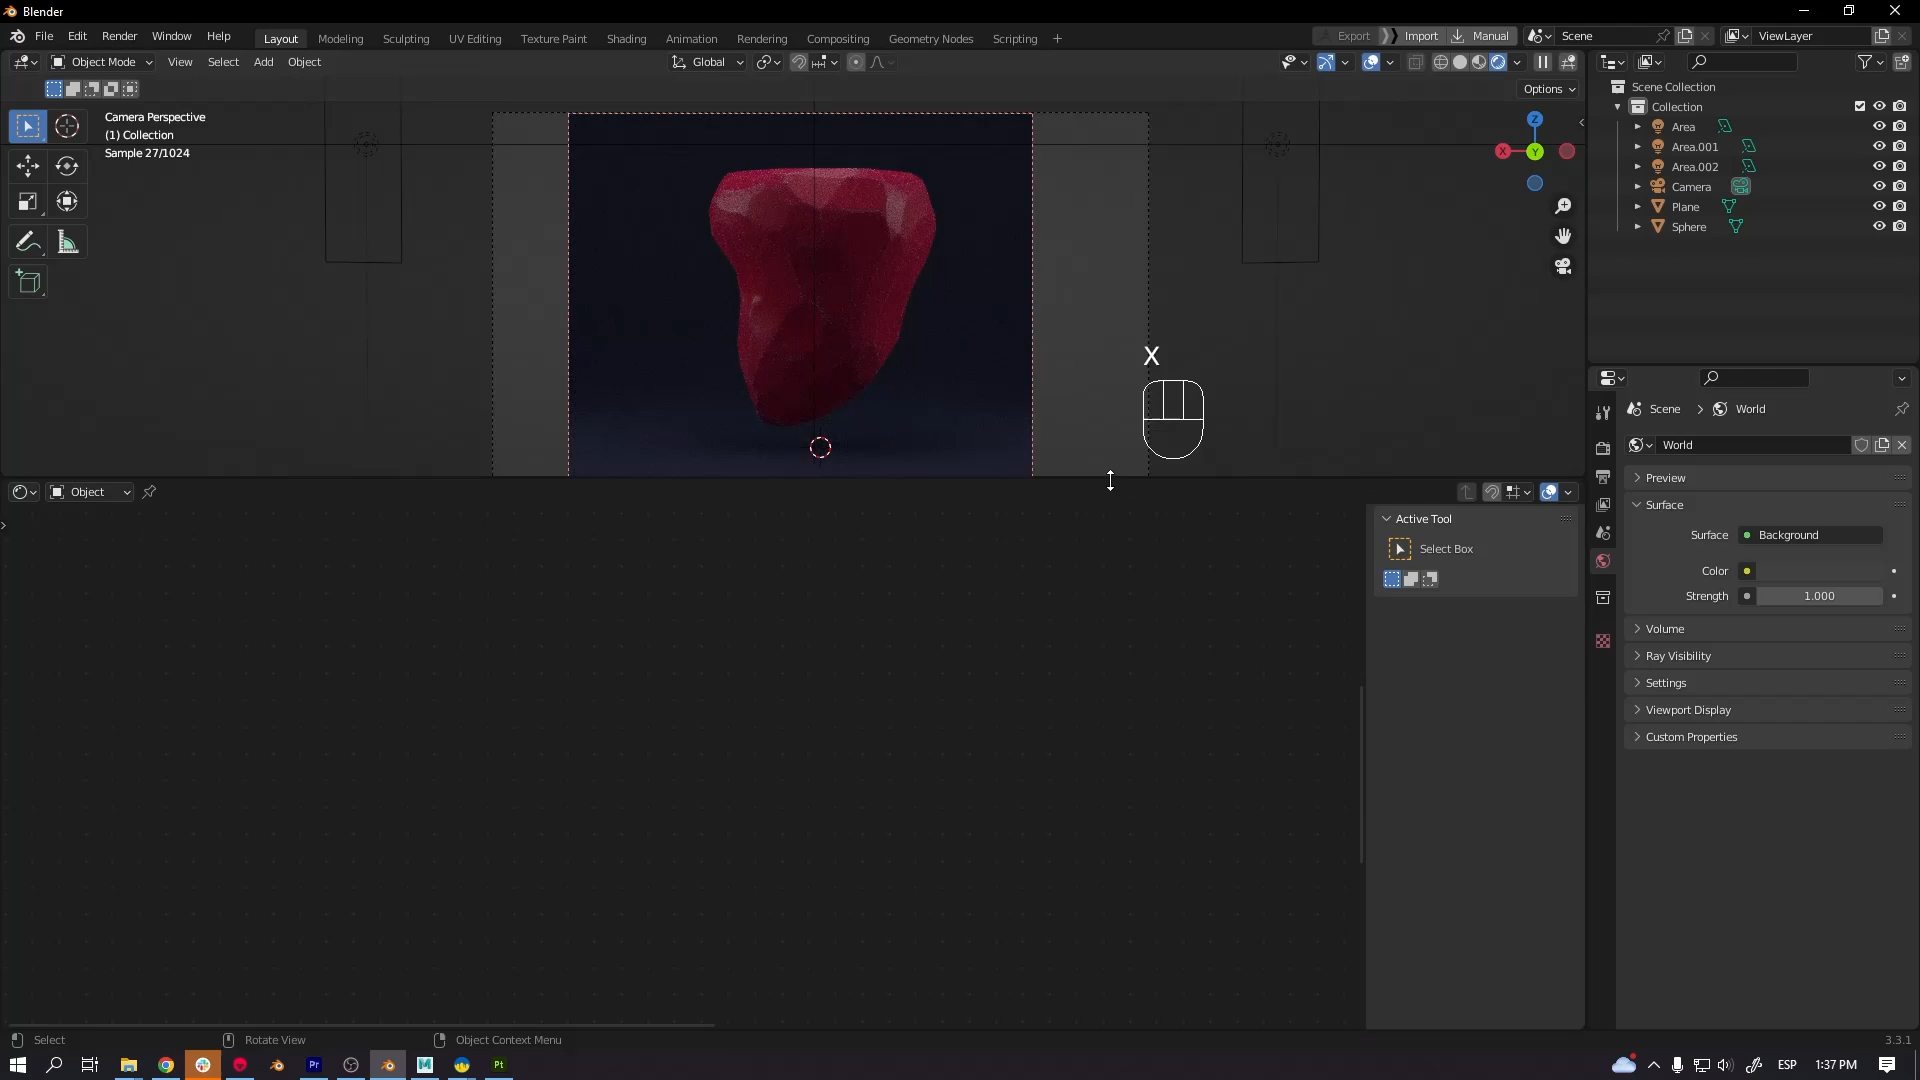 Blender
File Edit Render Window Help
Layout Modeling Sculpting UV Editing Texture Paint Shading Animation Rendering Compositing Geometry Nodes Scripting +
Export Import Manual Scene ViewLayer
Object Mode View Select Add Object Global
Options
Camera Perspective
(1) Collection
Sample 27/1024
Z
X Y
Scene Collection
Collection
Area
Area.001
Area.002
Camera
Plane
Sphere
X
Scene > World
World
Preview
Surface
Surface Background
Color
Strength 1.000
Volume
Ray Visibility
Settings
Viewport Display
Custom Properties
Object
Active Tool
Select Box
Select Rotate View Object Context Menu 3.3.1
Pr M Pt ESP 1:37 PM